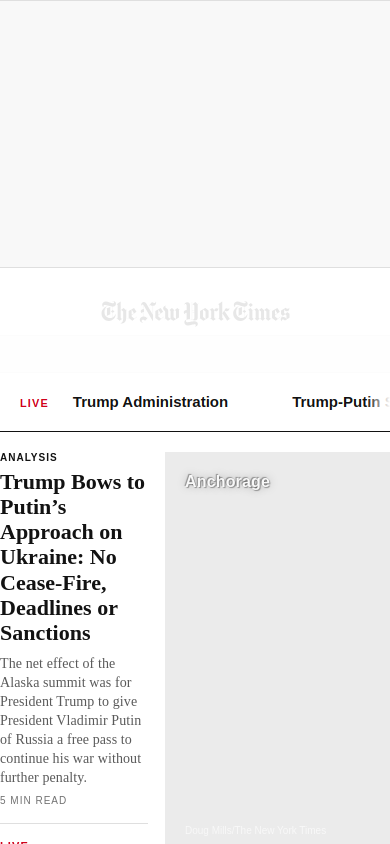 The New York Times
LIVE
Trump Administration
Trump-Putin
ANALYSIS
Trump Bows to
Putin’s
Approach on
Ukraine: No
Cease-Fire,
Deadlines or
Sanctions
The net effect of the
Alaska summit was for
President Trump to give
President Vladimir Putin
of Russia a free pass to
continue his war without
further penalty.
5 MIN READ
LIVE
Anchorage
Doug Mills/The New York Times